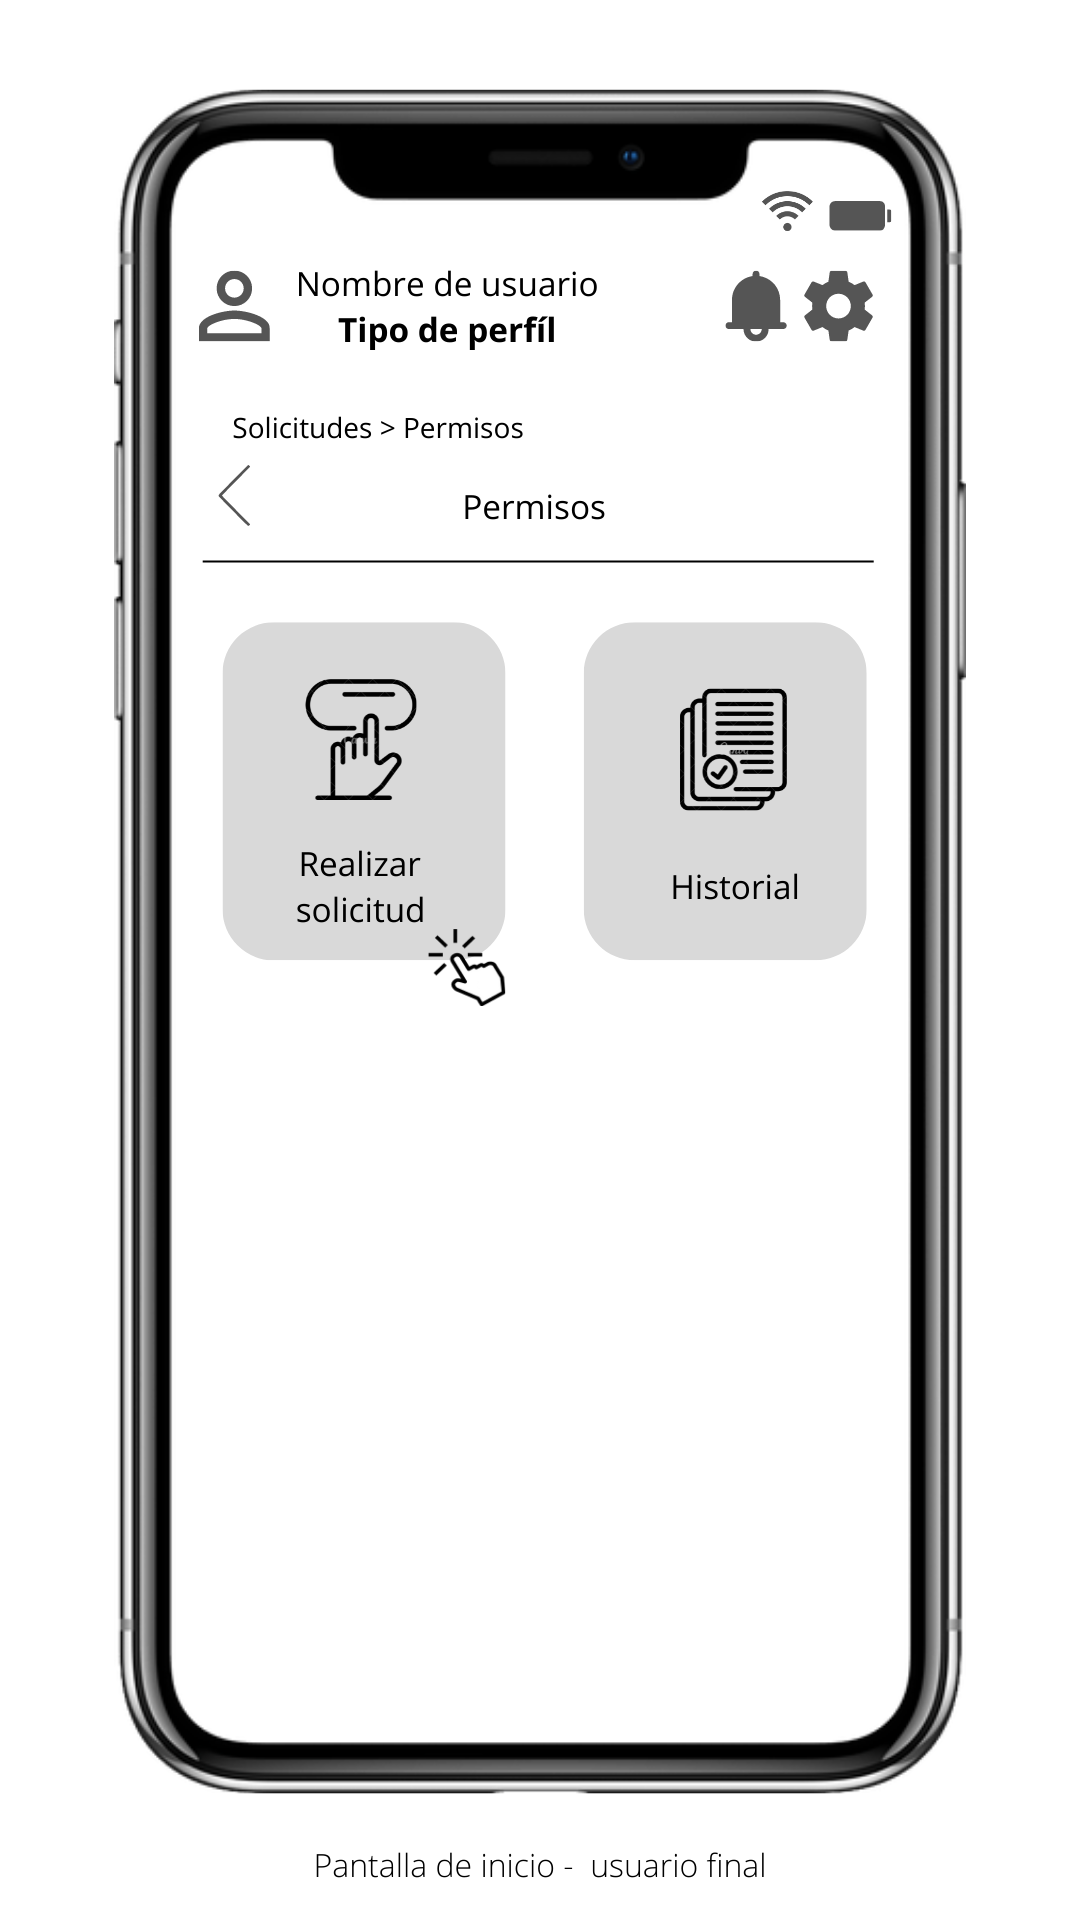 Nombre de usuario
Tipo de perfíl
Solicitudes > Permisos
Permisos
Realizar
solicitud
Historial
Pantalla de inicio - usuario final